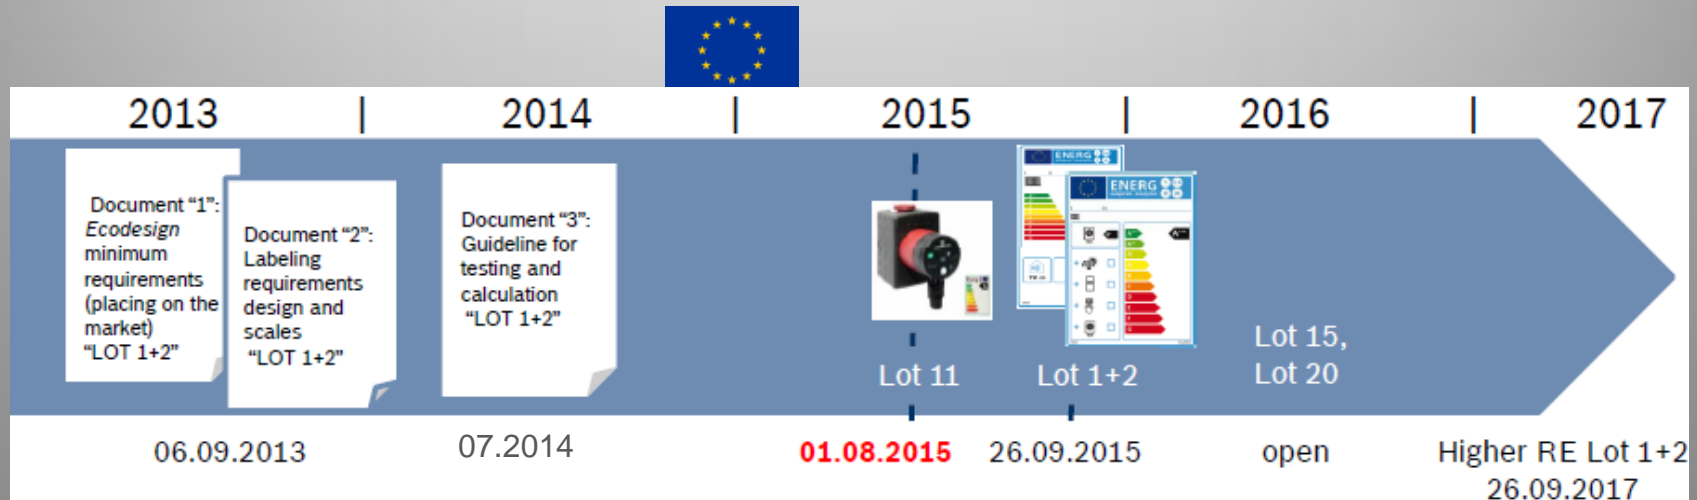 2013 | 2014 | 2015 | 2016 | 2017
Document “1”:
Ecodesign
minimum
requirements
(placing on the
market)
“LOT 1+2”
Document “2”:
Labeling
requirements
design and
scales
“LOT 1+2”
Document “3”:
Guideline for
testing and
calculation
“LOT 1+2”
ENERG
ENERG
Lot 11
Lot 1+2
Lot 15,
Lot 20
06.09.2013
07.2014
01.08.2015
26.09.2015
open
Higher RE Lot 1+2
26.09.2017